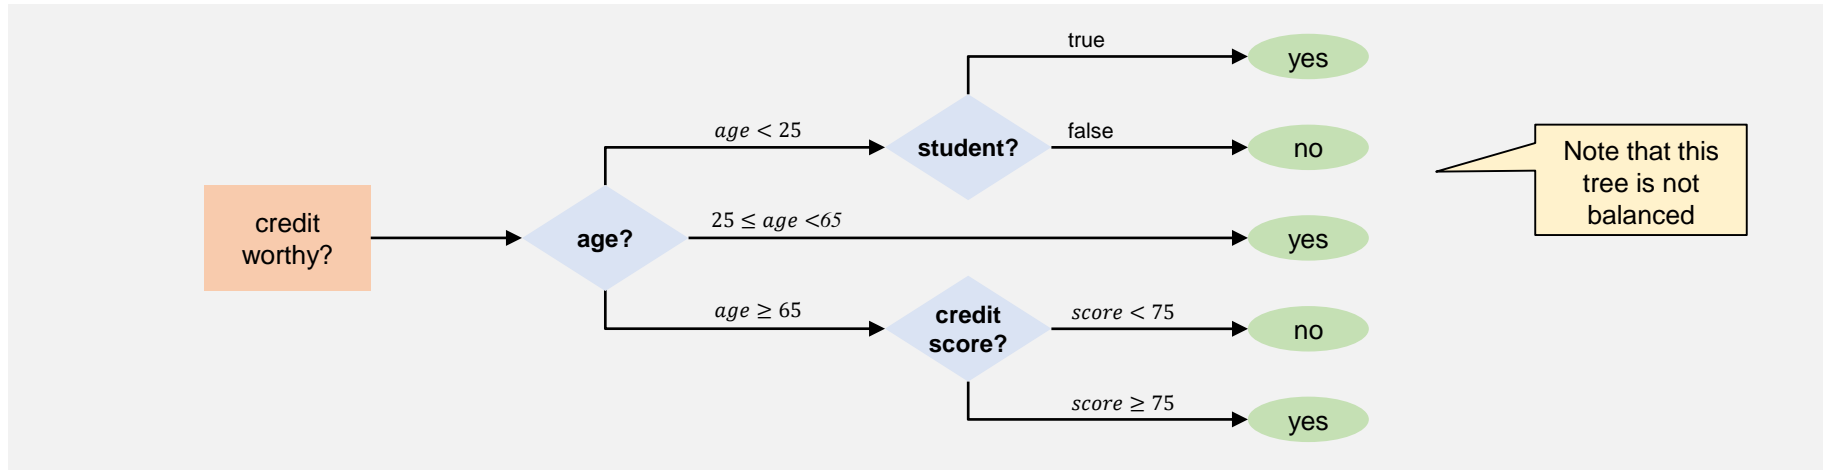 true
yes
age < 25
student?
false
no
Note that this
tree is not
balanced
credit
worthy?
age?
25 ≤ age <65
yes
age ≥ 65
credit
score?
score < 75
no
score ≥ 75
yes